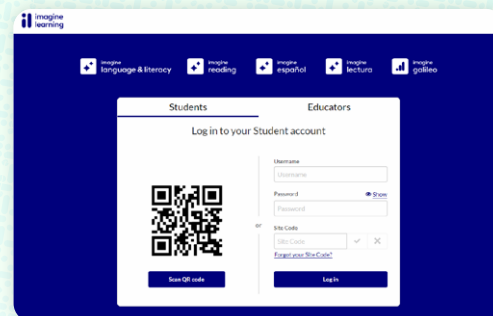 imagine
learning
imagine
language & literacy
imagine
reading
imagine
español
imagine
lectura
imagine
galileo
Students
Educators
Log in to your Student account
Username
Username
Password
Show
Password
or
Site Code
Site Code
Forgot your Site Code?
Scan QR code
Log in